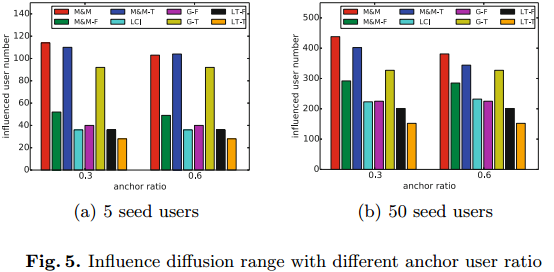 140
120
100
80
60
40
20
0
influenced user number
M&M
M&M-F
M&M-T
LCI
G-F
G-T
LT-F
LT-T
0.3
0.6
anchor ratio
(a) 5 seed users
500
400
300
200
100
0
influenced user number
M&M
M&M-F
M&M-T
LCI
G-F
G-T
LT-F
LT-T
0.3
0.6
anchor ratio
(b) 50 seed users
Fig. 5. Influence diffusion range with different anchor user ratio